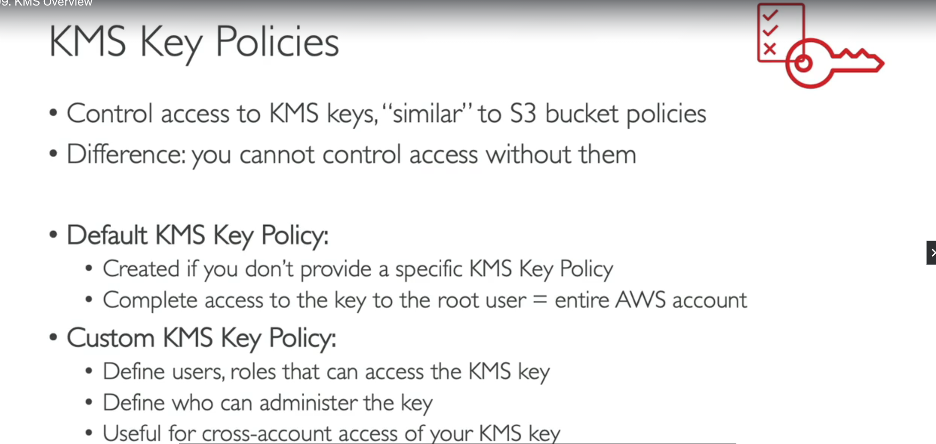 9. KMS Overview
KMS Key Policies
• Control access to KMS keys, “similar” to S3 bucket policies
• Difference: you cannot control access without them
• Default KMS Key Policy:
• Created if you don’t provide a specific KMS Key Policy
• Complete access to the key to the root user = entire AWS account
• Custom KMS Key Policy:
• Define users, roles that can access the KMS key
• Define who can administer the key
• Useful for cross-account access of your KMS key